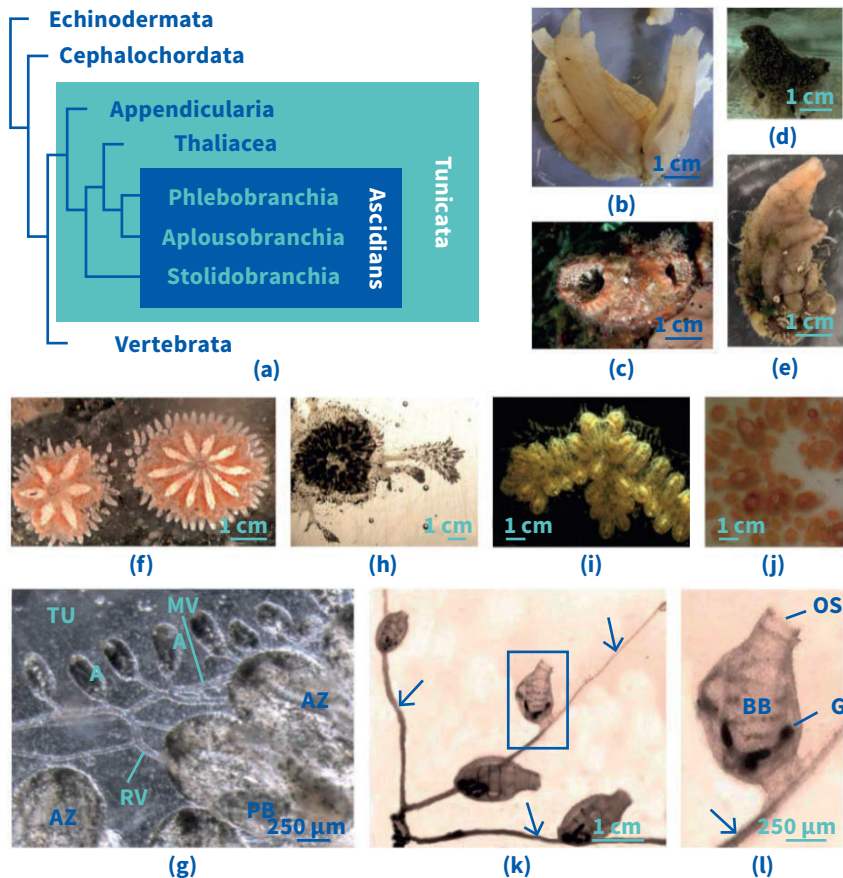 Echinodermata
Cephalochordata
Appendicularia
Thaliacea
Phlebobranchia
Aplousobranchia
Stolidobranchia
Ascidians
Tunicata
Vertebrata
(a)
1 cm
(b)
1 cm
(c)
1 cm
(d)
1 cm
(e)
1 cm
(f)
1 cm
(h)
1 cm
(i)
1 cm
(j)
TU
MV
A
A
AZ
RV
AZ
PB
250 µm
(g)
1 cm
(k)
OS
BB
G
250 µm
(l)